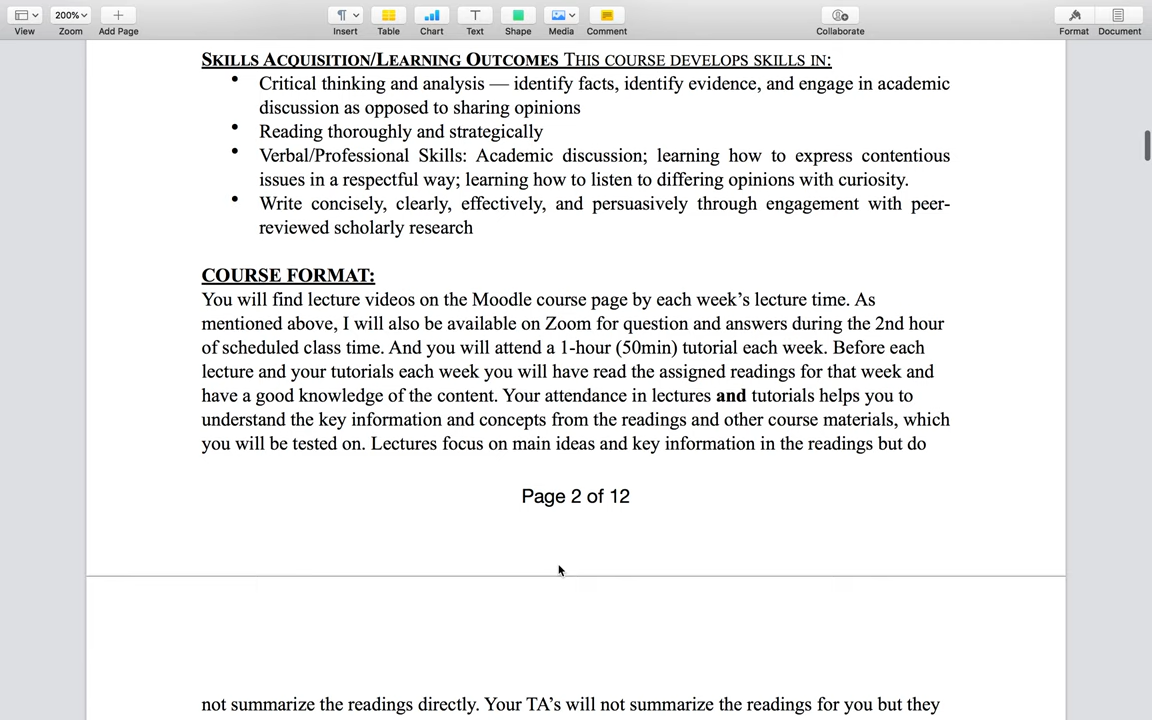 200%
View
Zoom
Add Page
Insert
Table
Chart
Text
Shape
Media
Comment
Collaborate
Format
Document
SKILLS ACQUISITION/LEARNING OUTCOMES THIS COURSE DEVELOPS SKILLS IN:
• Critical thinking and analysis — identify facts, identify evidence, and engage in academic
discussion as opposed to sharing opinions
• Reading thoroughly and strategically
• Verbal/Professional Skills: Academic discussion; learning how to express contentious
issues in a respectful way; learning how to listen to differing opinions with curiosity.
• Write concisely, clearly, effectively, and persuasively through engagement with peer-
reviewed scholarly research
COURSE FORMAT:
You will find lecture videos on the Moodle course page by each week’s lecture time. As
mentioned above, I will also be available on Zoom for question and answers during the 2nd hour
of scheduled class time. And you will attend a 1-hour (50min) tutorial each week. Before each
lecture and your tutorials each week you will have read the assigned readings for that week and
have a good knowledge of the content. Your attendance in lectures and tutorials helps you to
understand the key information and concepts from the readings and other course materials, which
you will be tested on. Lectures focus on main ideas and key information in the readings but do
Page 2 of 12
not summarize the readings directly. Your TA’s will not summarize the readings for you but they